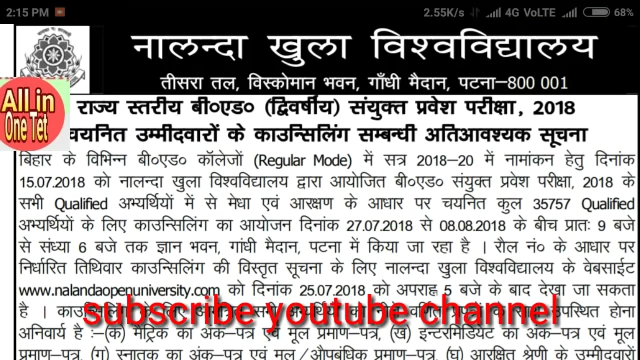 2:15 PM 2.55K/s 4G VoLTE 68%
नालन्दा खुला विश्वविद्यालय
तीसरा तल, विस्कोमान भवन, गाँधी मैदान, पटना–800 001
All in
One Tet
राज्य स्तरीय बी०एड० (द्विवर्षीय) संयुक्त प्रवेश परीक्षा, 2018
चयनित उम्मीदवारों के काउन्सिलिंग सम्बन्धी अतिआवश्यक सूचना
बिहार के विभिन्न बी०एड० कॉलेजों (Regular Mode) में सत्र 2018–20 में नामांकन हेतु दिनांक
15.07.2018 को नालन्दा खुला विश्वविद्यालय द्वारा आयोजित बी०एड० संयुक्त प्रवेश परीक्षा, 2018 के
सभी Qualified अभ्यर्थियों में से मेधा एवं आरक्षण के आधार पर चयनित कुल 35757 Qualified
अभ्यर्थियों के लिए काउन्सिलिंग का आयोजन दिनांक 27.07.2018 से 08.08.2018 के बीच प्रातः 9 बजे
से संध्या 6 बजे तक ज्ञान भवन, गांधी मैदान, पटना में किया जा रहा है । रौल नं० के आधार पर
निर्धारित तिथिवार काउन्सिलिंग की विस्तृत सूचना के लिए नालन्दा खुला विश्वविद्यालय के वेबसाईट
www.nalandaopenuniversity.com को दिनांक 25.07.2018 को अपराह्न 5 बजे के बाद देखा जा सकता
subscribe youtube channel
है । काउन्सिलिंग के लिए सभी अभ्यर्थियों को उपस्थित होना
अनिवार्य है :–(क) मैट्रिक का अंक–पत्र एवं मूल प्रमाण–पत्र, (ख) इन्टरमिडिएट का अंक–पत्र एवं मूल
प्रमाण–पत्र, (ग) स्नातक का अंक–पत्र एवं मूल/औपबंधिक प्रमाण–पत्र, (घ) आरक्षित श्रेणी के उम्मीदवारों